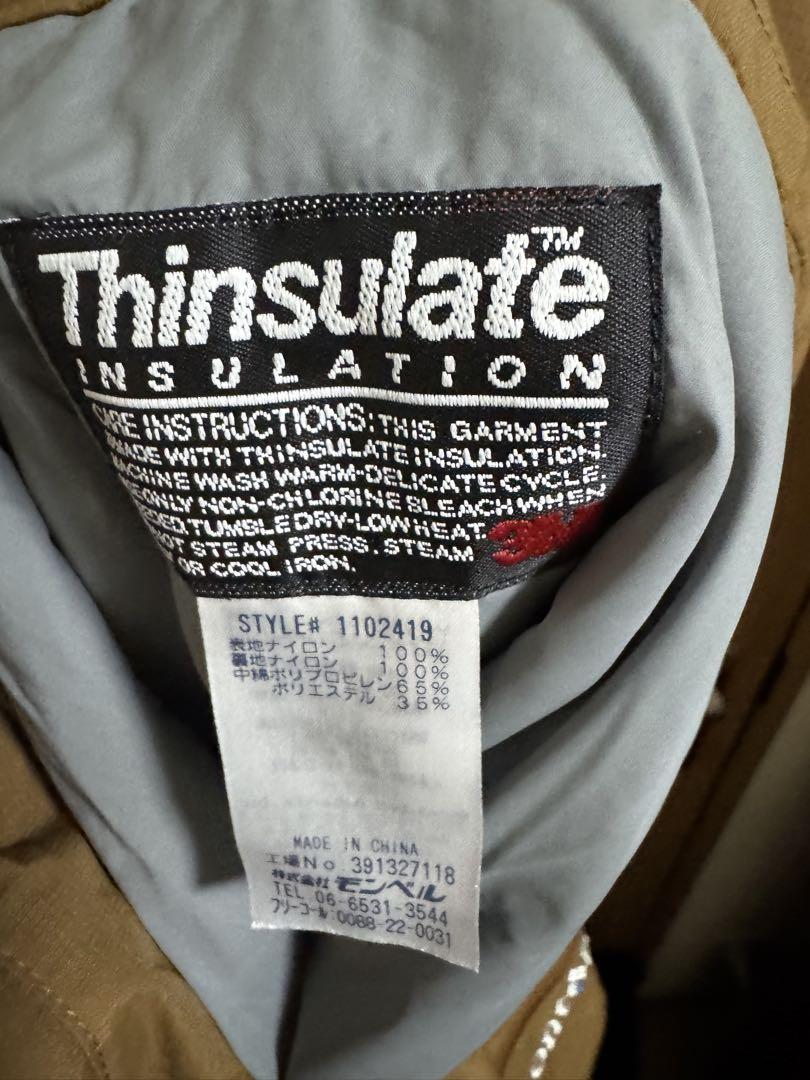 Thinsulate™
INSULATION
CARE INSTRUCTIONS: THIS GARMENT
MADE WITH THINSULATE INSULATION.
MACHINE WASH WARM-DELICATE CYCLE.
ONLY NON-CHLORINE BLEACH WHEN
TUMBLE DRY-LOW HEAT.
NOT STEAM PRESS. STEAM
OR COOL IRON.
3M
STYLE# 1102419
表地ナイロン 100%
裏地ナイロン 100%
中綿ポリプロピレン 65%
ポリエステル 35%
MADE IN CHINA
工場No 391327118
株式会社 モンベル
TEL 06-6531-3544
フリーコール:0088-22-0031